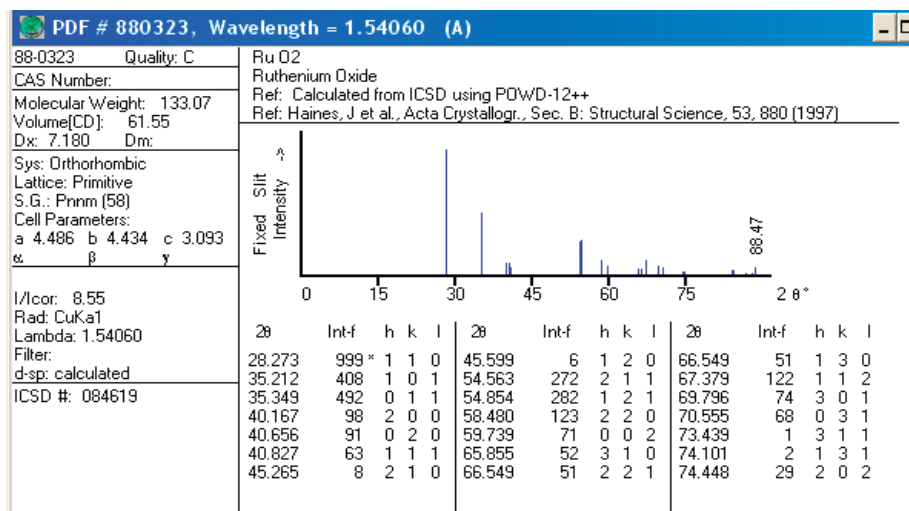 PDF # 880323, Wavelength = 1.54060 (A)
88-0323 Quality: C
CAS Number:
Molecular Weight: 133.07
Volume[CD]: 61.55
Dx: 7.180 Dm:
Sys: Orthorhombic
Lattice: Primitive
S.G.: Pnnm (58)
Cell Parameters:
a 4.486 b 4.434 c 3.093
α β γ
I/Icor: 8.55
Rad: CuKa1
Lambda: 1.54060
Filter:
d-sp: calculated
ICSD #: 084619
Ru O2
Ruthenium Oxide
Ref: Calculated from ICSD using POWD-12++
Ref: Haines, J et al., Acta Crystallogr., Sec. B: Structural Science, 53, 880 (1997)
Fixed Slit
Intensity ->
88.47
0 15 30 45 60 75 2 θ°
2θ Int-f h k l 2θ Int-f h k l 2θ Int-f h k l
28.273 999 * 1 1 0 45.599 6 1 2 0 66.549 51 1 3 0
35.212 408 1 0 1 54.563 272 2 1 1 67.379 122 1 1 2
35.349 492 0 1 1 54.854 282 1 2 1 69.796 74 3 0 1
40.167 98 2 0 0 58.480 123 2 2 0 70.555 68 0 3 1
40.656 91 0 2 0 59.739 71 0 0 2 73.439 1 3 1 1
40.827 63 1 1 1 65.855 52 3 1 0 74.101 2 1 3 1
45.265 8 2 1 0 66.549 51 2 2 1 74.448 29 2 0 2